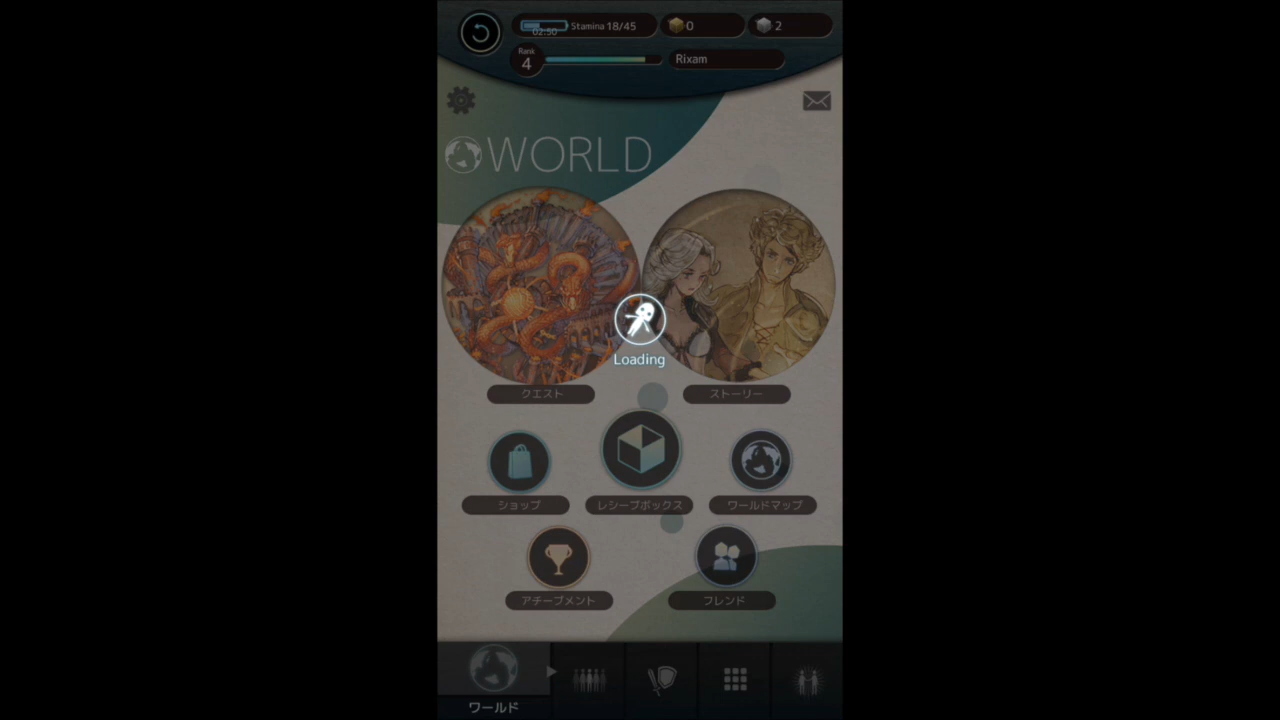 Stamina 18/45
02:50
0
2
Rank
4
Rixam
WORLD
Loading
クエスト
ストーリー
ショップ
レシーブボックス
ワールドマップ
アチーブメント
フレンド
ワールド